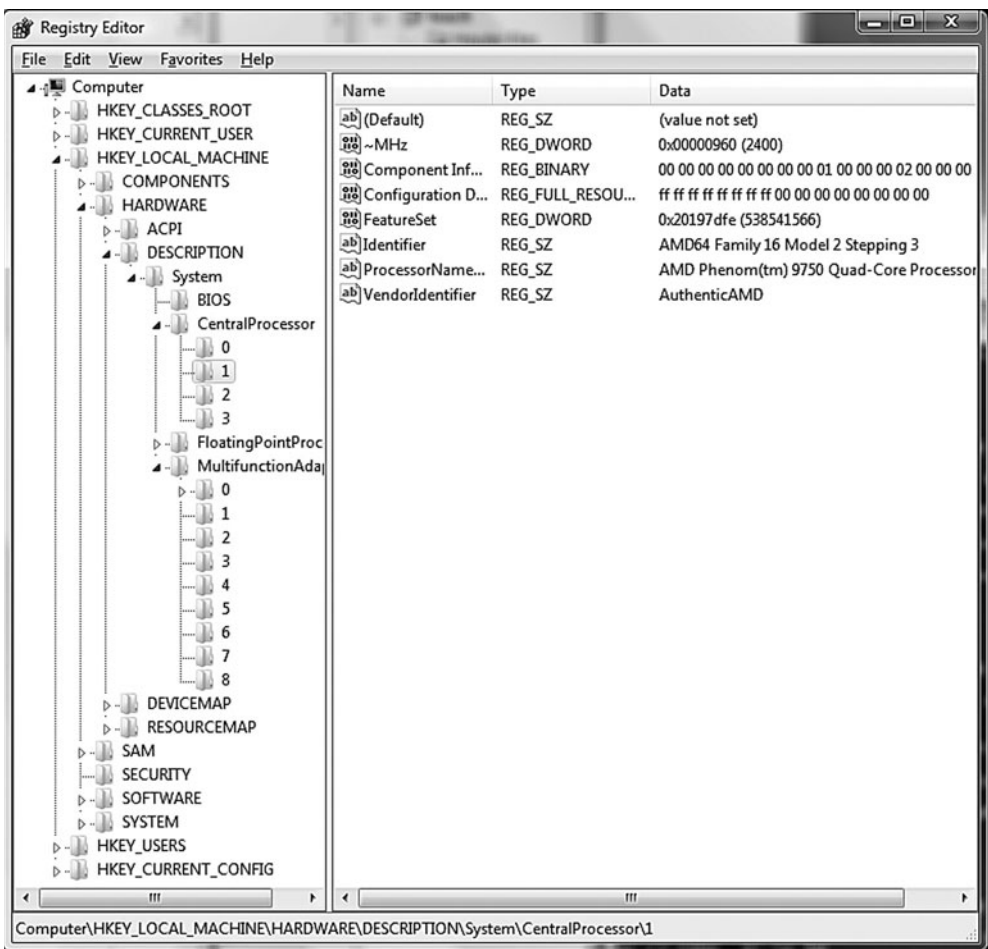 Registry Editor
File Edit View Favorites Help
Computer
HKEY_CLASSES_ROOT
HKEY_CURRENT_USER
HKEY_LOCAL_MACHINE
COMPONENTS
HARDWARE
ACPI
DESCRIPTION
System
BIOS
CentralProcessor
0
1
2
3
FloatingPointProc
MultifunctionAda
0
1
2
3
4
5
6
7
8
DEVICEMAP
RESOURCEMAP
SAM
SECURITY
SOFTWARE
SYSTEM
HKEY_USERS
HKEY_CURRENT_CONFIG
Name Type Data
(Default) REG_SZ (value not set)
~MHz REG_DWORD 0x00000960 (2400)
Component Inf... REG_BINARY 00 00 00 00 00 00 00 00 01 00 00 00 02 00 00 00
Configuration D... REG_FULL_RESOU... ff ff ff ff ff ff ff ff 00 00 00 00 00 00 00 00
FeatureSet REG_DWORD 0x20197dfe (538541566)
Identifier REG_SZ AMD64 Family 16 Model 2 Stepping 3
ProcessorName... REG_SZ AMD Phenom(tm) 9750 Quad-Core Processor
VendorIdentifier REG_SZ AuthenticAMD
Computer\HKEY_LOCAL_MACHINE\HARDWARE\DESCRIPTION\System\CentralProcessor\1